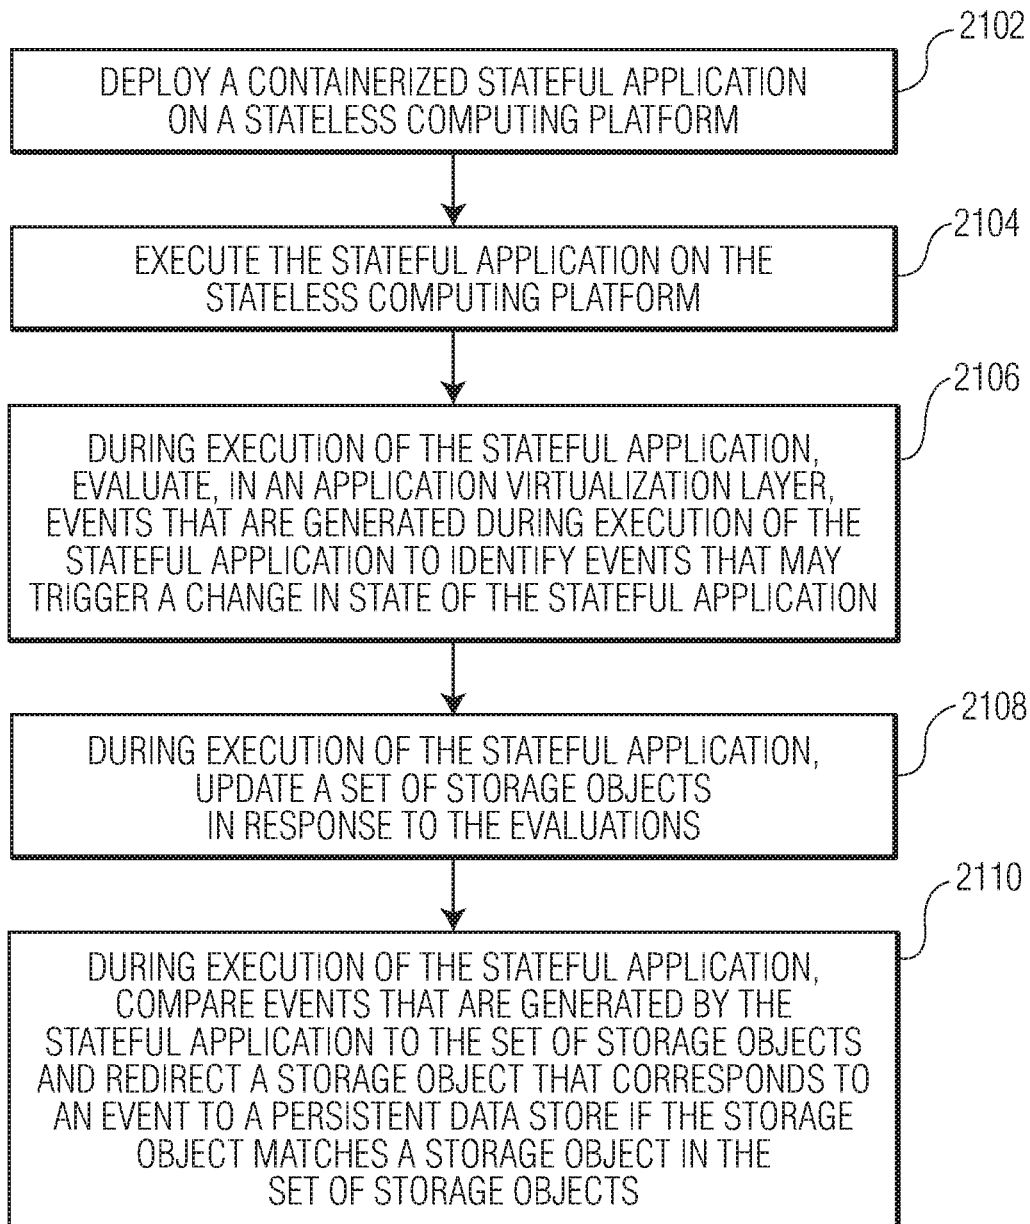 2102
DEPLOY A CONTAINERIZED STATEFUL APPLICATION
ON A STATELESS COMPUTING PLATFORM
2104
EXECUTE THE STATEFUL APPLICATION ON THE
STATELESS COMPUTING PLATFORM
2106
DURING EXECUTION OF THE STATEFUL APPLICATION,
EVALUATE, IN AN APPLICATION VIRTUALIZATION LAYER,
EVENTS THAT ARE GENERATED DURING EXECUTION OF THE
STATEFUL APPLICATION TO IDENTIFY EVENTS THAT MAY
TRIGGER A CHANGE IN STATE OF THE STATEFUL APPLICATION
2108
DURING EXECUTION OF THE STATEFUL APPLICATION,
UPDATE A SET OF STORAGE OBJECTS
IN RESPONSE TO THE EVALUATIONS
2110
DURING EXECUTION OF THE STATEFUL APPLICATION,
COMPARE EVENTS THAT ARE GENERATED BY THE
STATEFUL APPLICATION TO THE SET OF STORAGE OBJECTS
AND REDIRECT A STORAGE OBJECT THAT CORRESPONDS TO
AN EVENT TO A PERSISTENT DATA STORE IF THE STORAGE
OBJECT MATCHES A STORAGE OBJECT IN THE
SET OF STORAGE OBJECTS